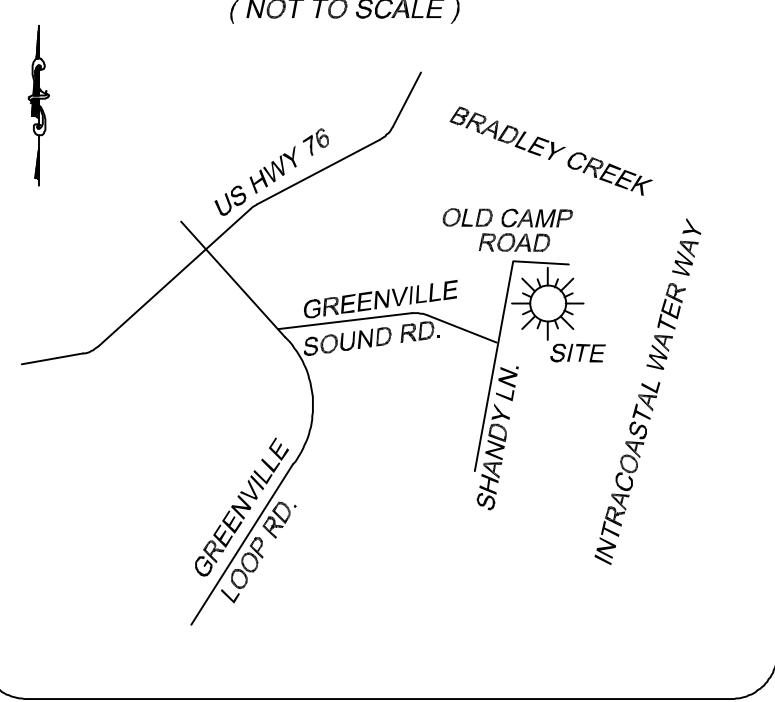 ( NOT TO SCALE )
US HWY 76
BRADLEY CREEK
OLD CAMP
ROAD
GREENVILLE
SOUND RD.
SITE
SHANDY LN.
INTRACOASTAL WATER WAY
GREENVILLE
LOOP RD.